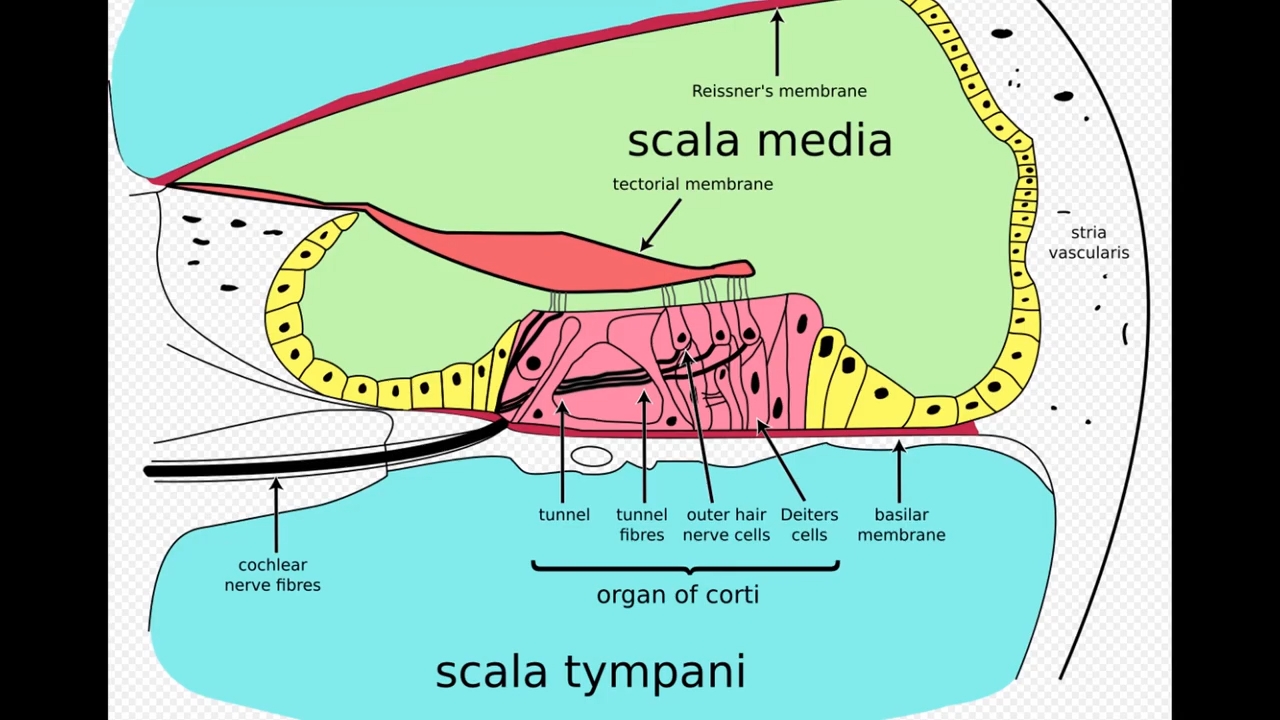 Reissner's membrane
scala media
tectorial membrane
stria
vascularis
tunnel
tunnel
fibres
outer hair
nerve cells
Deiters
cells
basilar
membrane
cochlear
nerve fibres
organ of corti
scala tympani